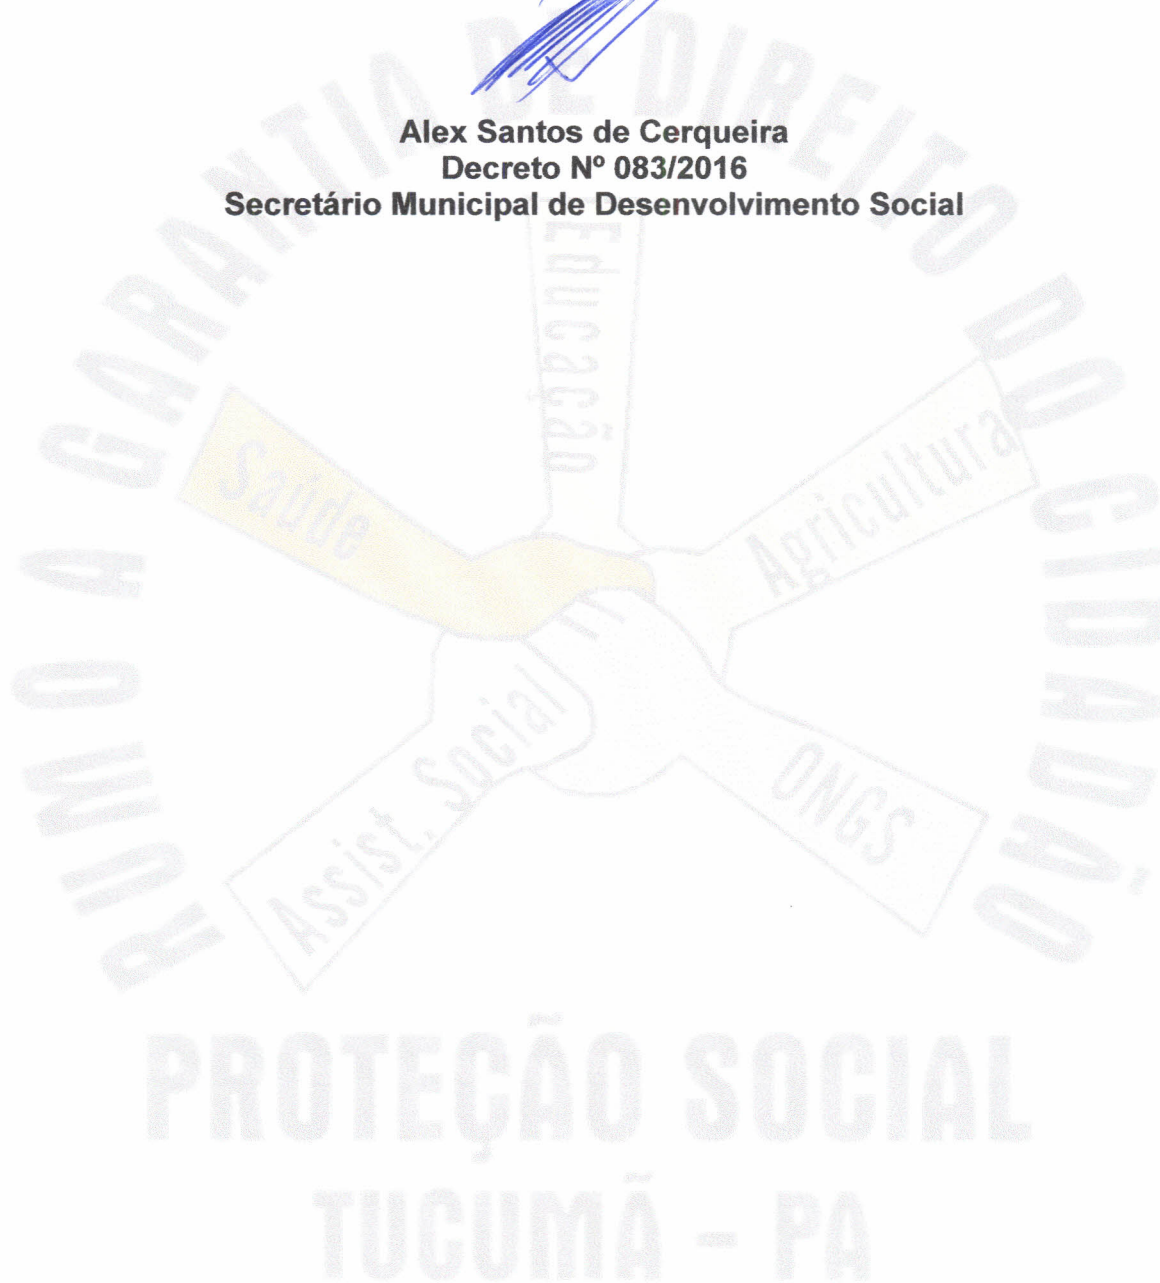 Alex Santos de Cerqueira
Decreto Nº 083/2016
Secretário Municipal de Desenvolvimento Social
RUMO A GARANTIA DE DIREITO DO CIDADÃO
Educação
Saúde
Agricultura
Assist. Social
ONGS
PROTEÇÃO SOCIAL
TUCUMÃ - PA